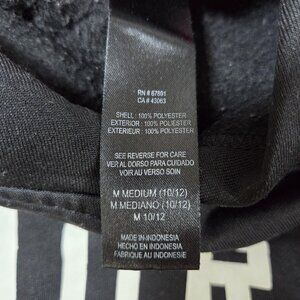 RN # 67891
CA # 43063
SHELL : 100% POLYESTER
EXTERIOR : 100% POLYESTER
EXTERIEUR : 100% POLYESTER
SEE REVERSE FOR CARE
VER AL DORSO PARA CUIDADO
VOIR AU VERSO SOIN
M MEDIUM (10/12)
M MEDIANO (10/12)
M 10/12
MADE IN INDONESIA
HECHO EN INDONESIA
FABRIQUE AU INDONESIA